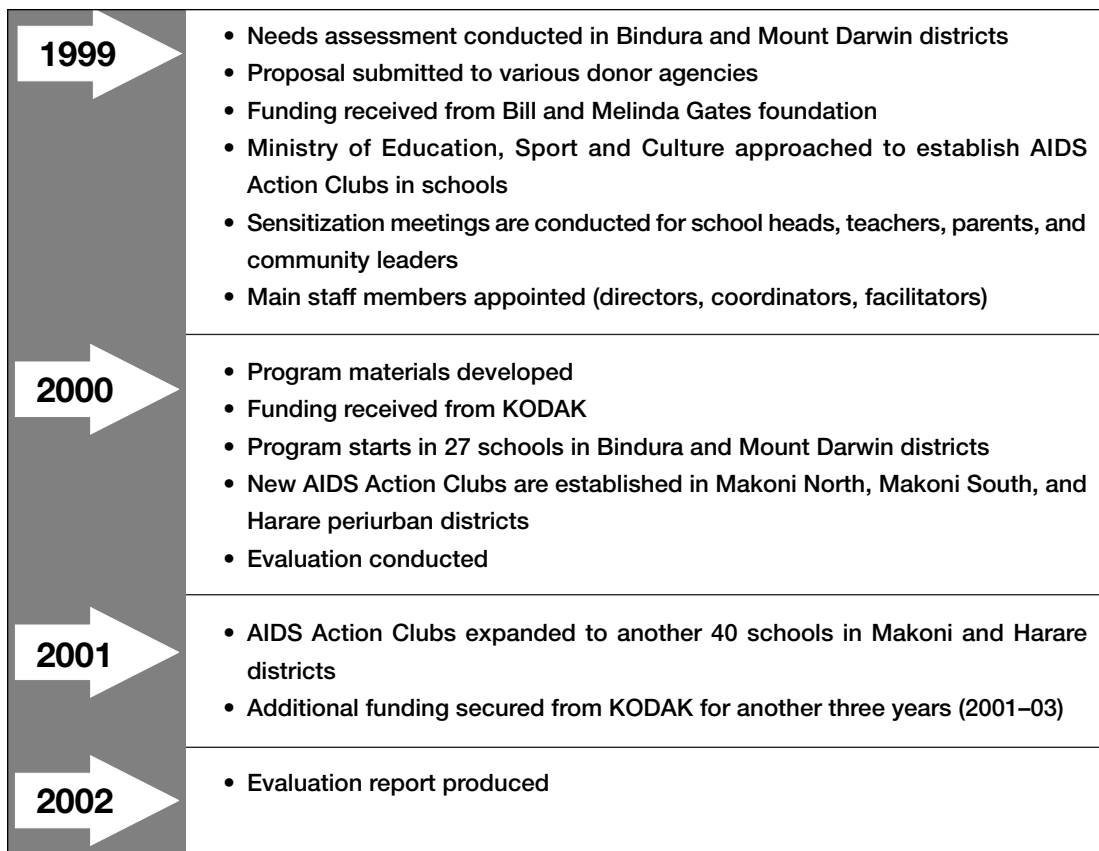 1999
• Needs assessment conducted in Bindura and Mount Darwin districts
• Proposal submitted to various donor agencies
• Funding received from Bill and Melinda Gates foundation
• Ministry of Education, Sport and Culture approached to establish AIDS
Action Clubs in schools
• Sensitization meetings are conducted for school heads, teachers, parents, and
community leaders
• Main staff members appointed (directors, coordinators, facilitators)
2000
• Program materials developed
• Funding received from KODAK
• Program starts in 27 schools in Bindura and Mount Darwin districts
• New AIDS Action Clubs are established in Makoni North, Makoni South, and
Harare periurban districts
• Evaluation conducted
2001
• AIDS Action Clubs expanded to another 40 schools in Makoni and Harare
districts
• Additional funding secured from KODAK for another three years (2001–03)
2002
• Evaluation report produced